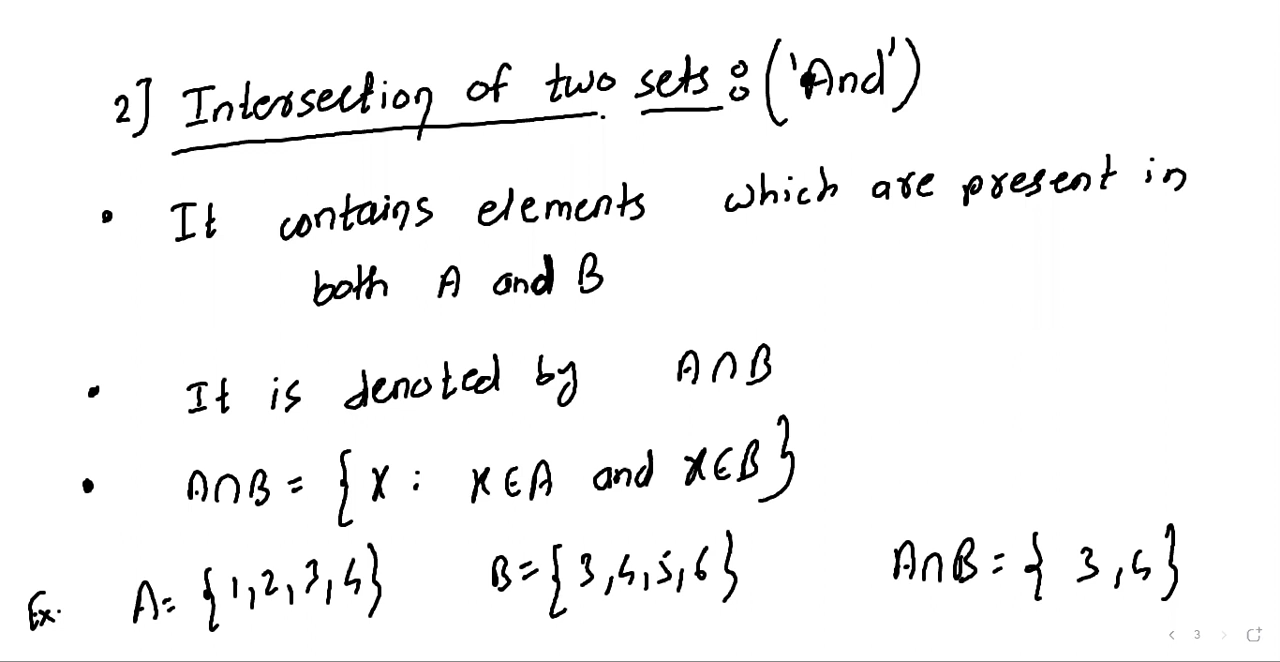 2] Intersection of two sets : ('And')
• It contains elements which are present in
both A and B
• It is denoted by A∩B
• A∩B = {x : x∈A and x∈B}
Ex. A= {1,2,3,4} B= {3,4,5,6} A∩B = {3,4}
< 3 >